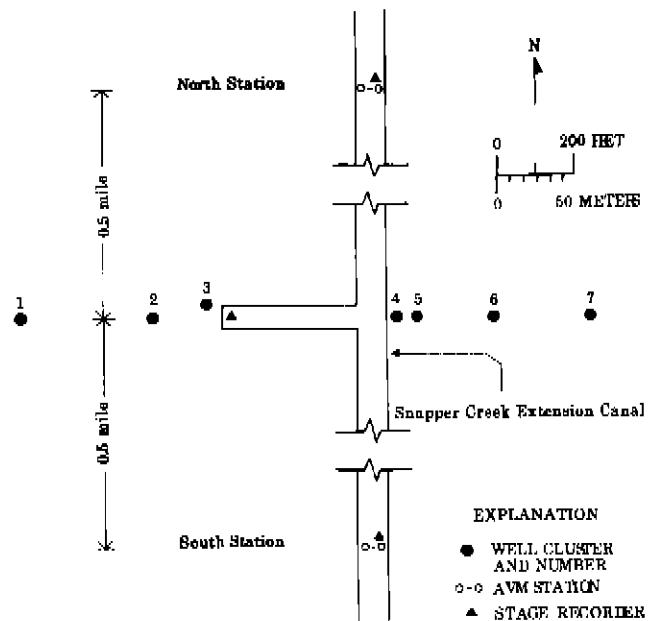 North Station
N
0 200 FEET
0 50 METERS
0.5 mile
1
2
3
4
5
6
7
Snapper Creek Extension Canal
0.5 mile
South Station
EXPLANATION
WELL CLUSTER
AND NUMBER
AVM STATION
STAGE RECORDER